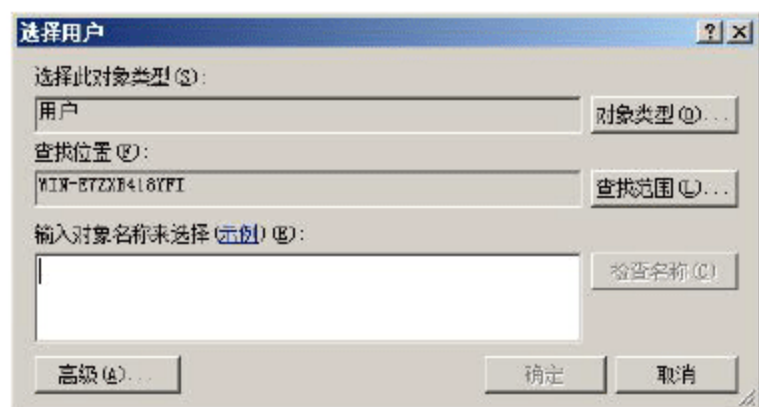 选择用户
选择此对象类型(S):
用户
对象类型(O)...
查找位置(F):
WIN-E7ZXB418YFI
查找范围(L)...
输入对象名称来选择(示例)(E):
检查名称(C)
高级(A)...
确定
取消